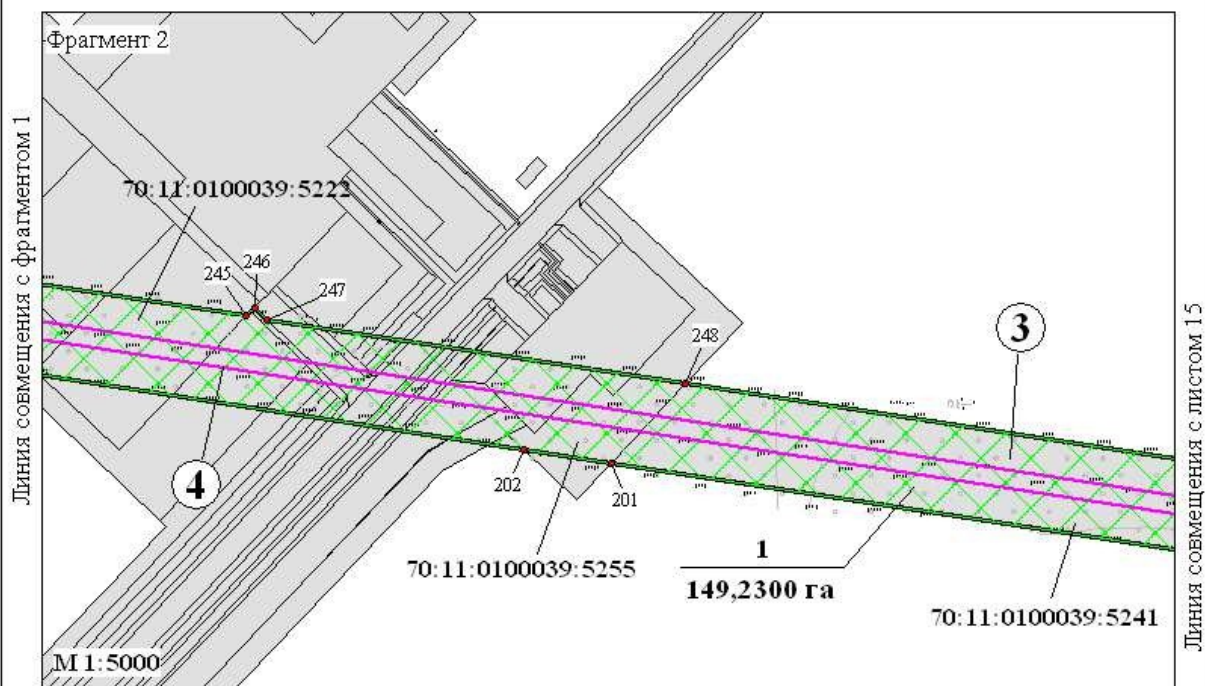 Фрагмент 2
Линия совмещения с фрагментом 1
70:11:0100039:5223
245
246
247
248
3
4
202
201
Линия совмещения с листом 15
70:11:0100039:5255
1
149,2300 га
70:11:0100039:5241
М 1:5000